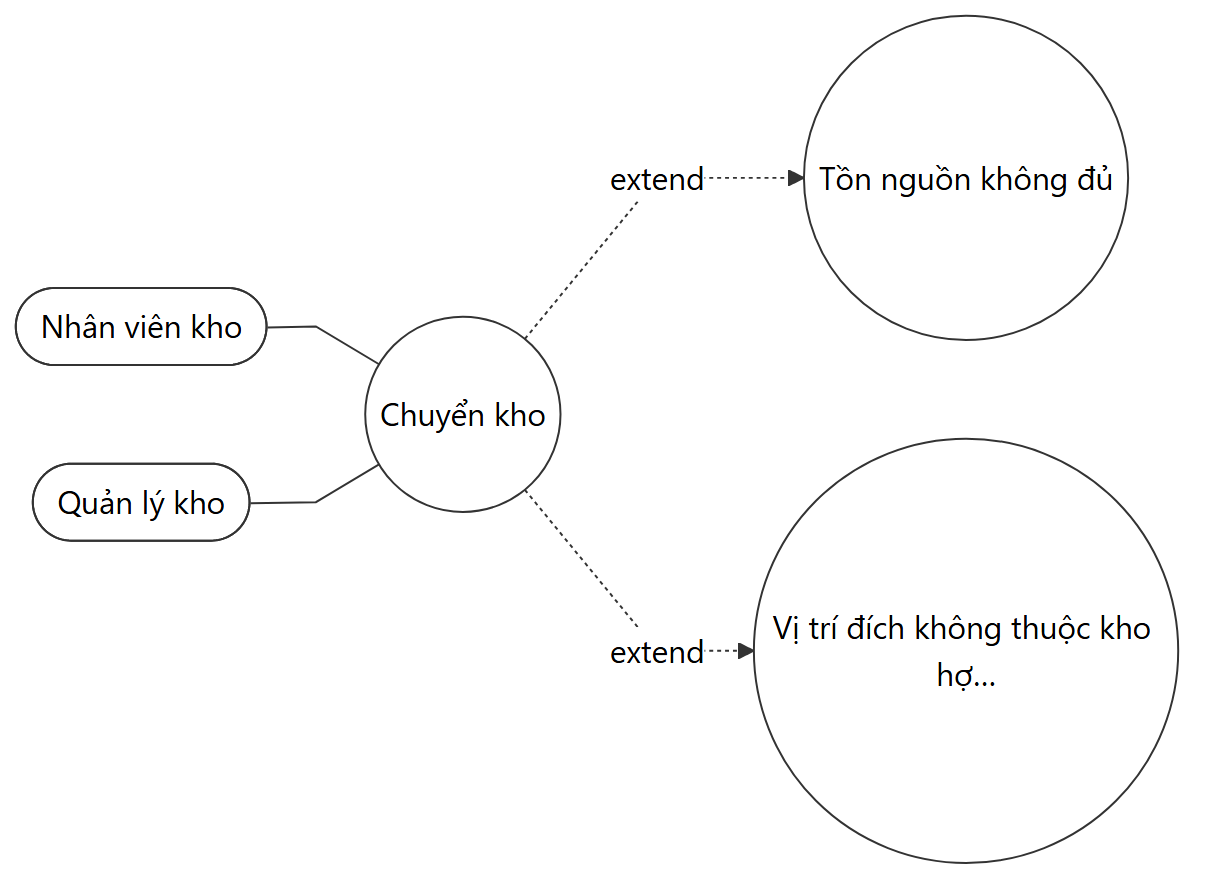 Nhân viên kho
Quản lý kho
Chuyển kho
extend
Tồn nguồn không đủ
extend
Vị trí đích không thuộc kho
hợ...